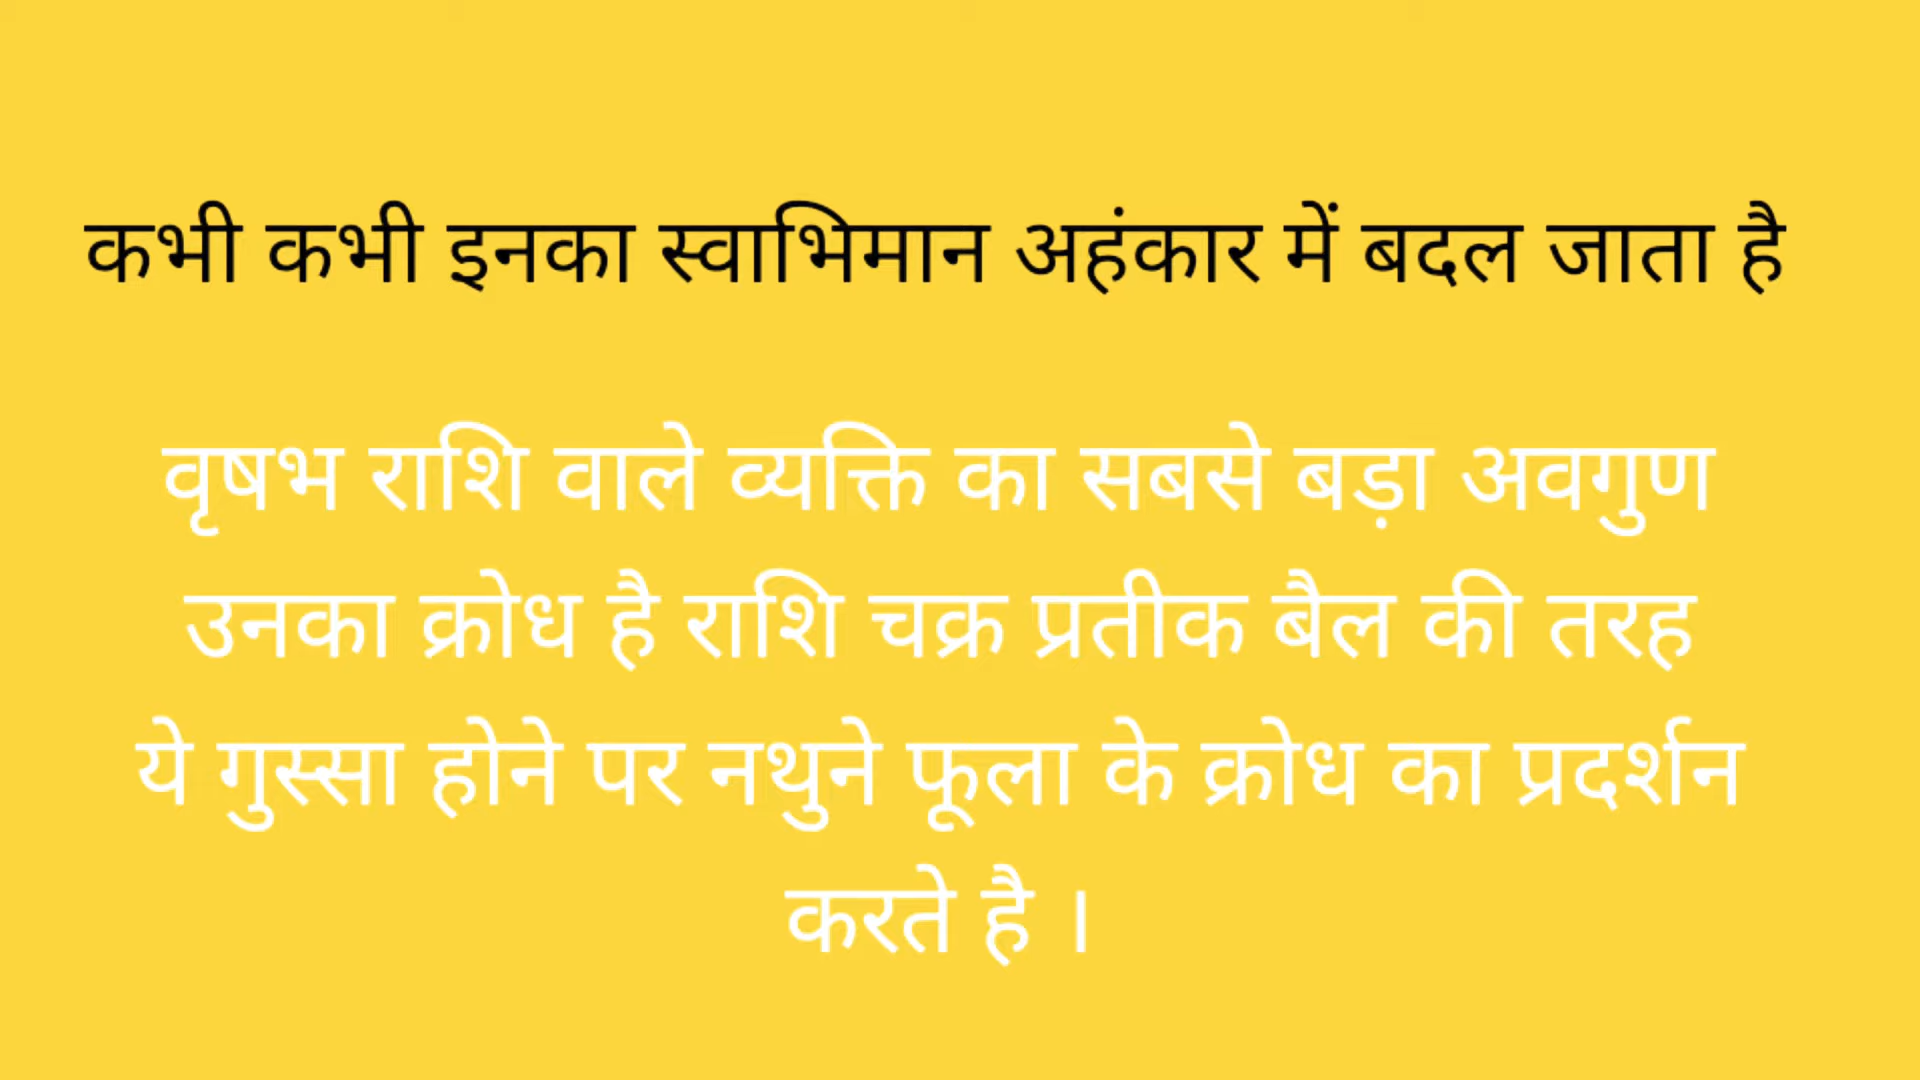 कभी कभी इनका स्वाभिमान अहंकार में बदल जाता है
वृषभ राशि वाले व्यक्ति का सबसे बड़ा अवगुण
उनका क्रोध है राशि चक्र प्रतीक बैल की तरह
ये गुस्सा होने पर नथुने फूला के क्रोध का प्रदर्शन
करते है ।